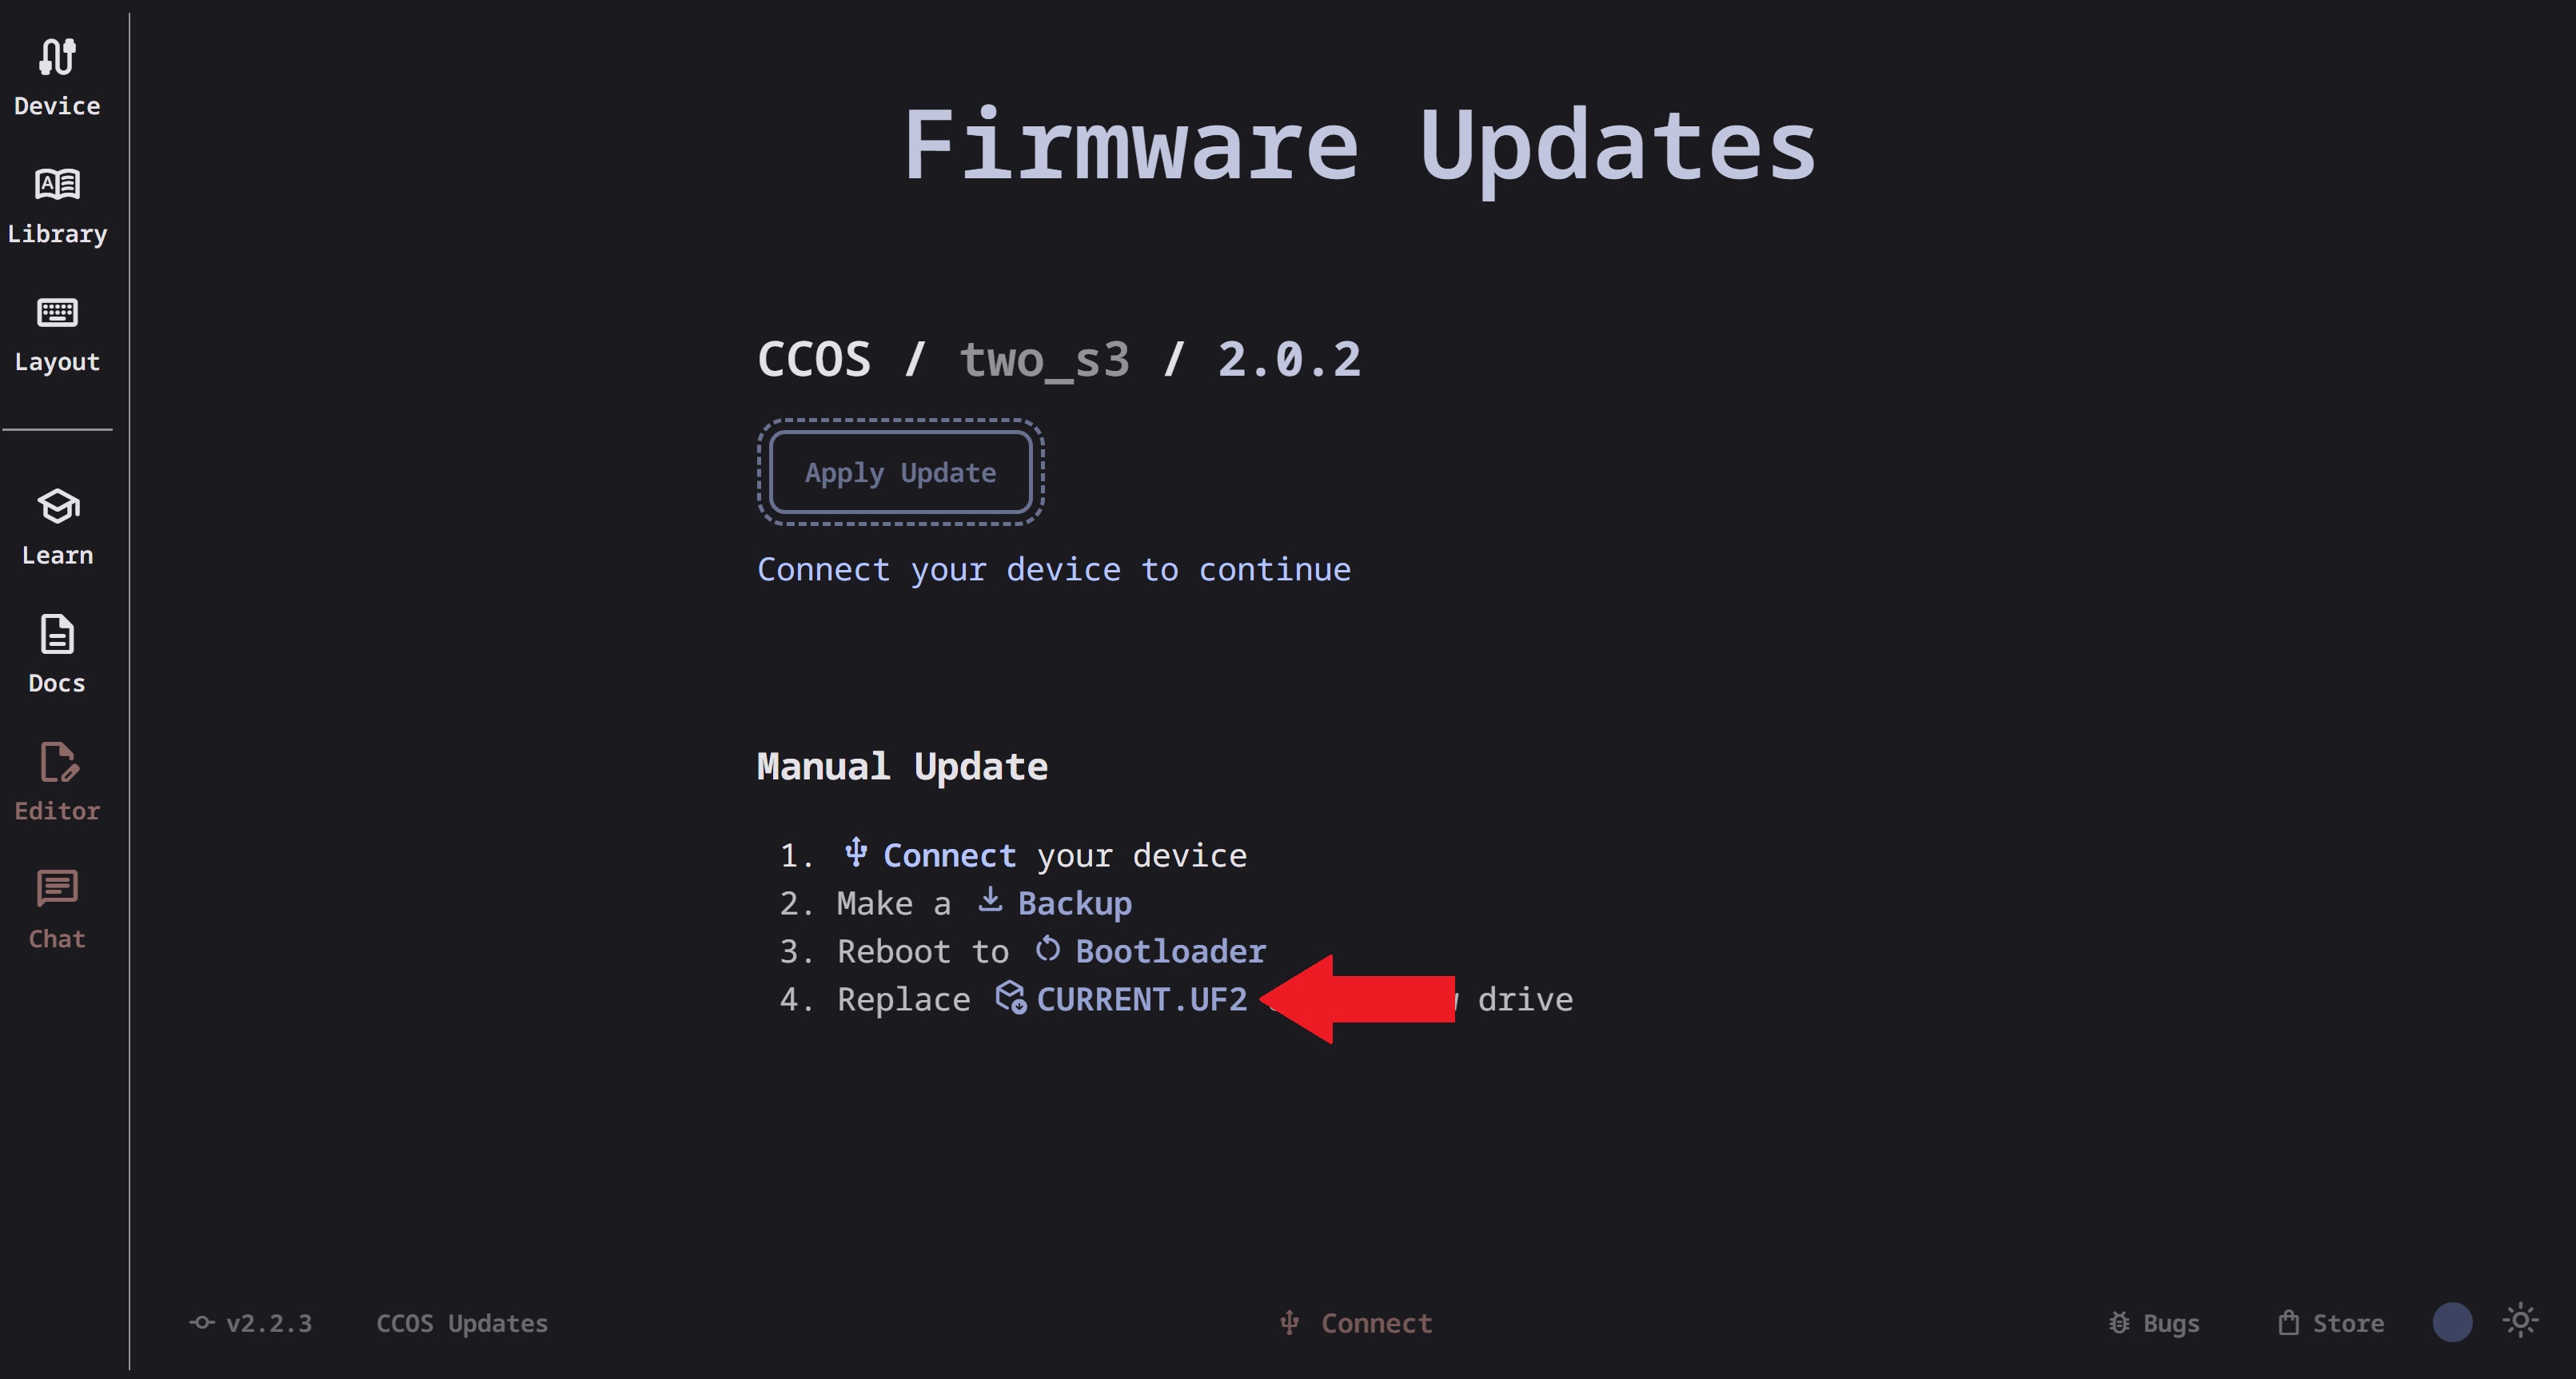 Device
Library
Layout
Learn
Docs
Editor
Chat
Firmware Updates
CCOS / two_s3 / 2.0.2
Apply Update
Connect your device to continue
Manual Update
1. Connect your device
2. Make a Backup
3. Reboot to Bootloader
4. Replace CURRENT.UF2 drive
v2.2.3 CCOS Updates Connect Bugs Store